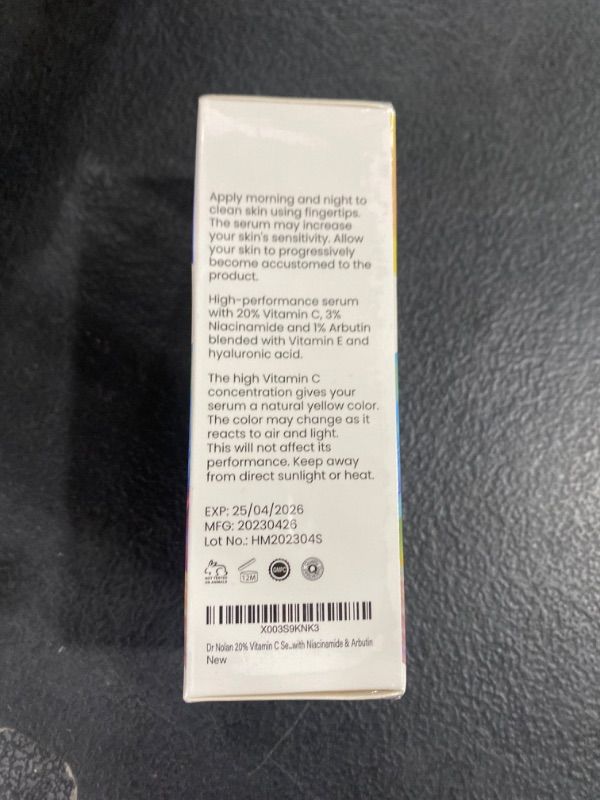 Apply morning and night to
clean skin using fingertips.
The serum may increase
your skin's sensitivity. Allow
your skin to progressively
become accustomed to the
product.
High-performance serum
with 20% Vitamin C, 3%
Niacinamide and 1% Arbutin
blended with Vitamin E and
hyaluronic acid.
The high Vitamin C
concentration gives your
serum a natural yellow color.
The color may change as it
reacts to air and light.
This will not affect its
performance. Keep away
from direct sunlight or heat.
EXP: 25/04/2026
MFG: 20230426
Lot No.: HM202304S
NOT TESTED
ON ANIMALS
12M
GMPC
X003S9KNK3
Dr Nolan 20% Vitamin C Se...with Niacinamide & Arbutin
New